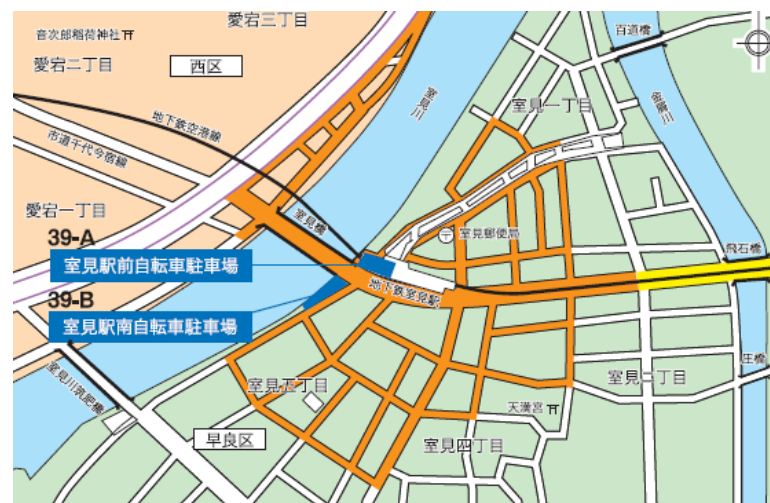 愛宕三丁目
音次郎稲荷神社
愛宕二丁目
西区
百道橋
室見川
室見一丁目
金屑川
地下鉄空港線
市道千代今宿線
愛宕一丁目
室見橋
39-A
室見駅前自転車駐車場
室見郵便局
飛石橋
39-B
室見駅南自転車駐車場
地下鉄室見駅
庄橋
室見川筑肥橋
室見五丁目
室見二丁目
天満宮
早良区
室見四丁目